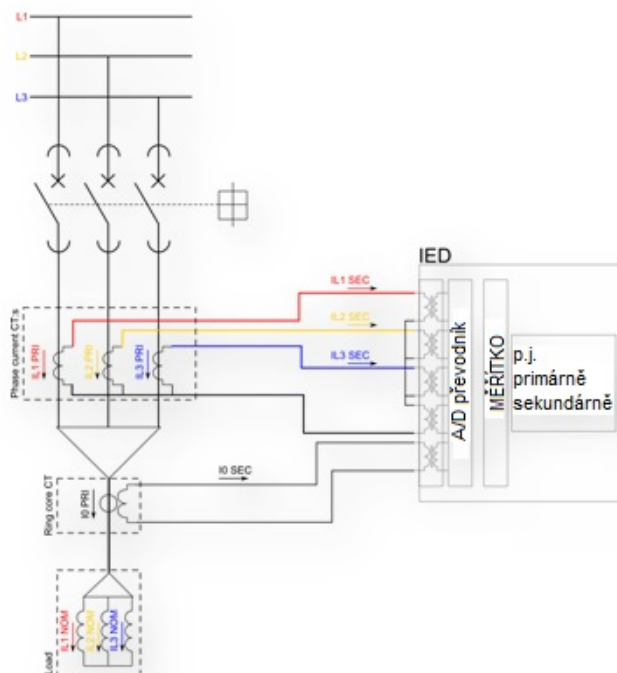 L1
L2
L3
IED
IL1 SEC
IL2 SEC
IL3 SEC
Phase current CT:s
IL1 PRI
IL2 PRI
IL3 PRI
A/D převodník
MĚŘÍTKO
p.j.
primárně
sekundárně
I0 SEC
Ring core CT
I0 PRI
Load
IL1 NOM
IL2 NOM
IL3 NOM